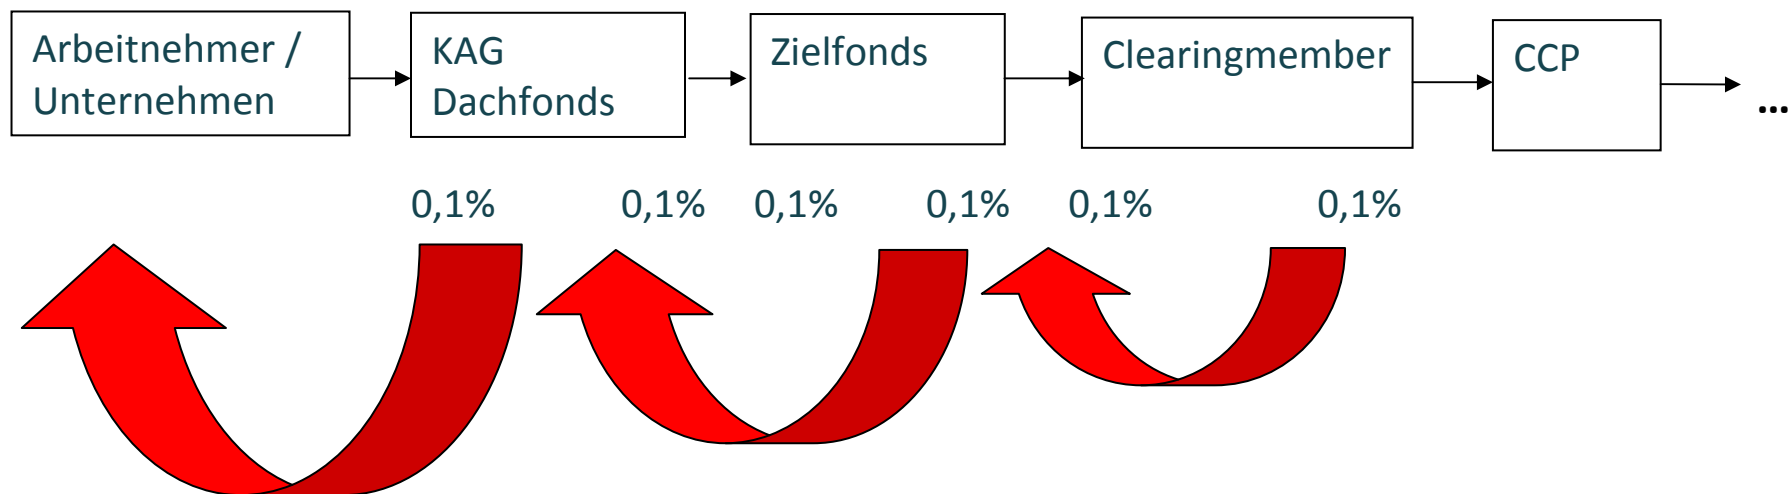 Arbeitnehmer /
Unternehmen
KAG
Dachfonds
Zielfonds
Clearingmember
CCP
...
0,1%
0,1%
0,1%
0,1%
0,1%
0,1%